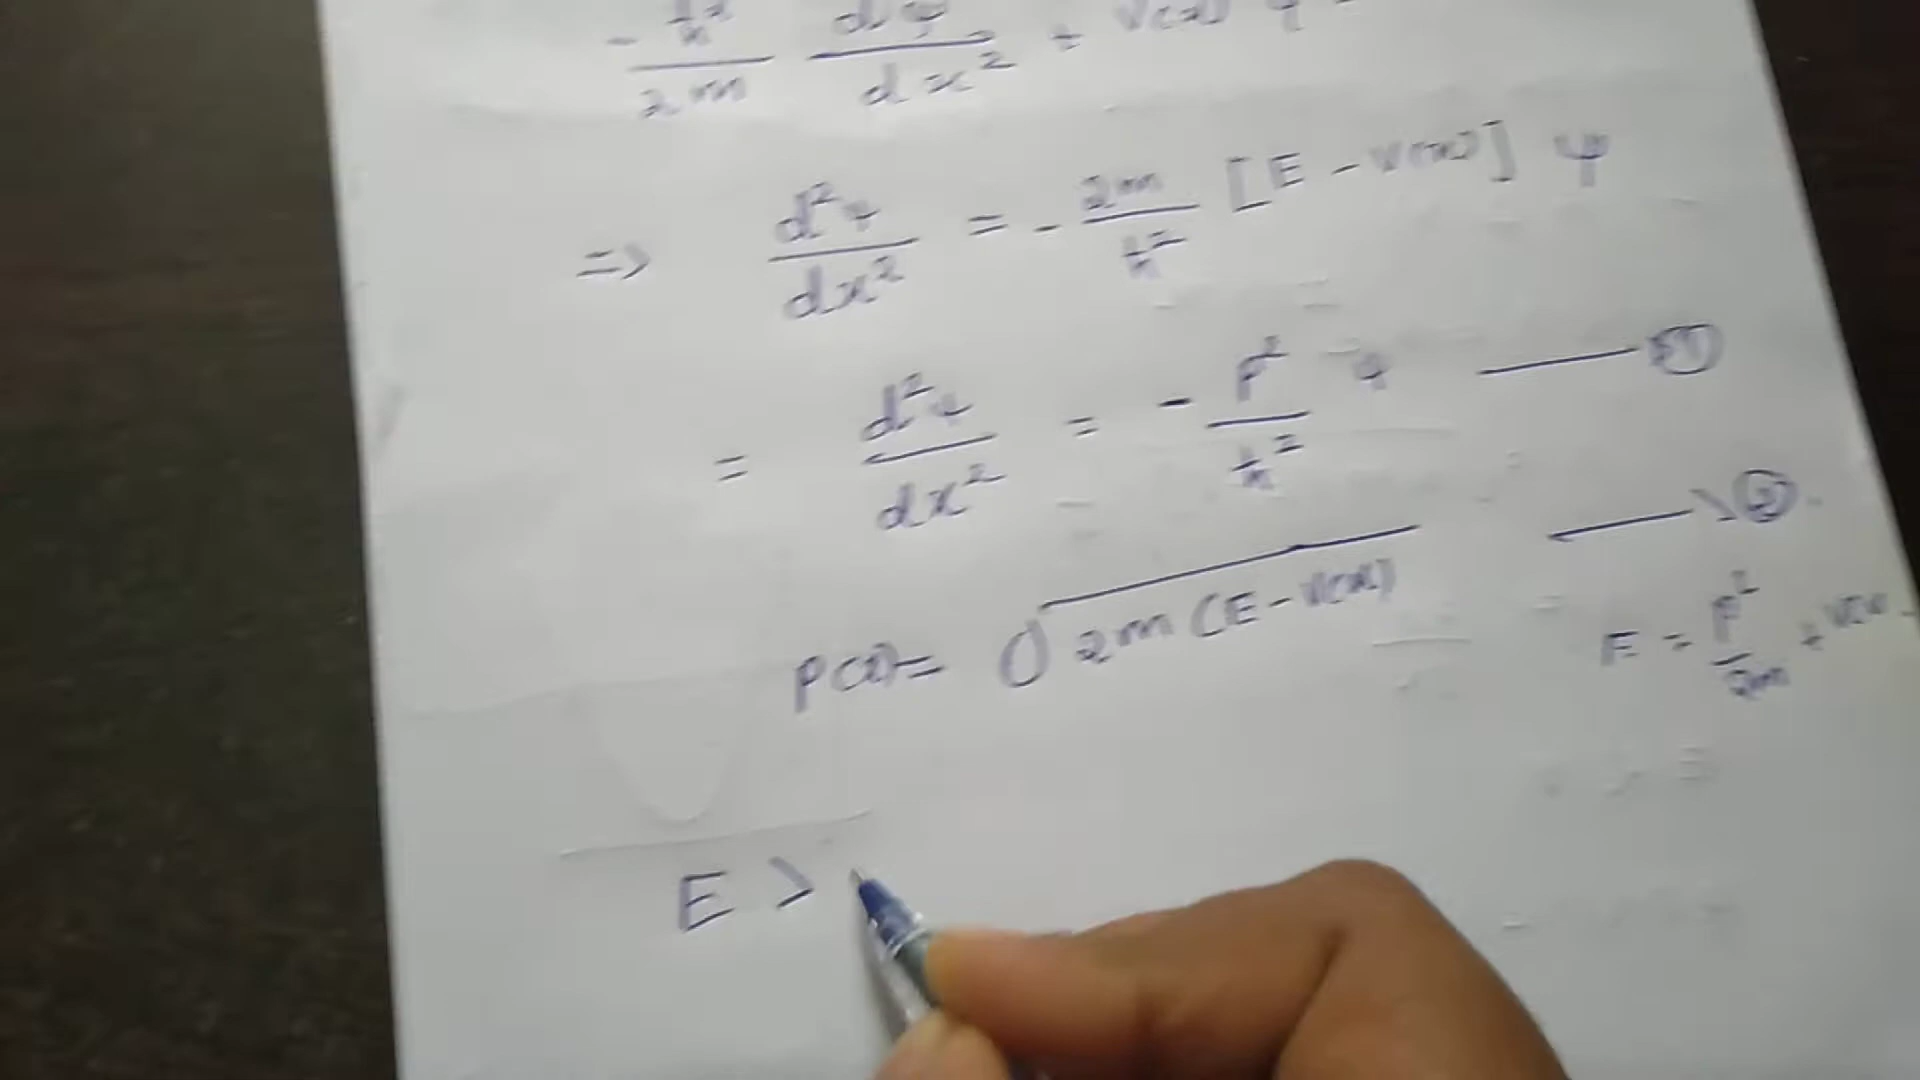 -ħ²/2m d²ψ/dx² + V(x) ψ
=> d²ψ/dx² = - 2m/ħ² [E - V(x)] ψ
= d²ψ/dx² = - P²/ħ² ψ —— ①
P(x) = √2m (E - V(x)) —— ②
E = P²/2m + V(x)
E >